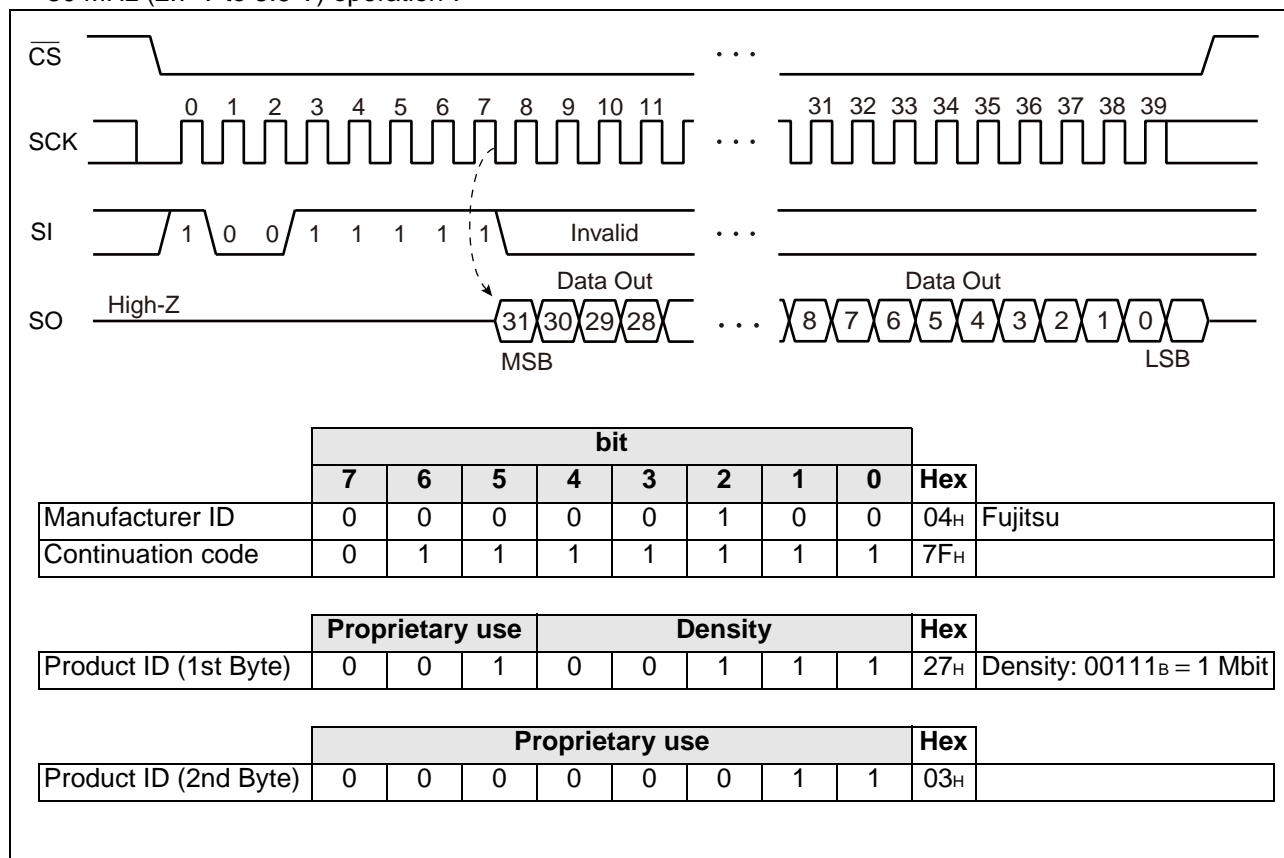 CS
0 1 2 3 4 5 6 7 8 9 10 11 31 32 33 34 35 36 37 38 39
SCK
SI 1 0 0 1 1 1 1 1 Invalid
Data Out Data Out
High-Z
SO 31 30 29 28 8 7 6 5 4 3 2 1 0
MSB LSB
bit
7 6 5 4 3 2 1 0 Hex
Manufacturer ID 0 0 0 0 0 1 0 0 04H Fujitsu
Continuation code 0 1 1 1 1 1 1 1 7FH
Proprietary use Density Hex
Product ID (1st Byte) 0 0 1 0 0 1 1 1 27H Density: 00111B = 1 Mbit
Proprietary use Hex
Product ID (2nd Byte) 0 0 0 0 0 0 1 1 03H